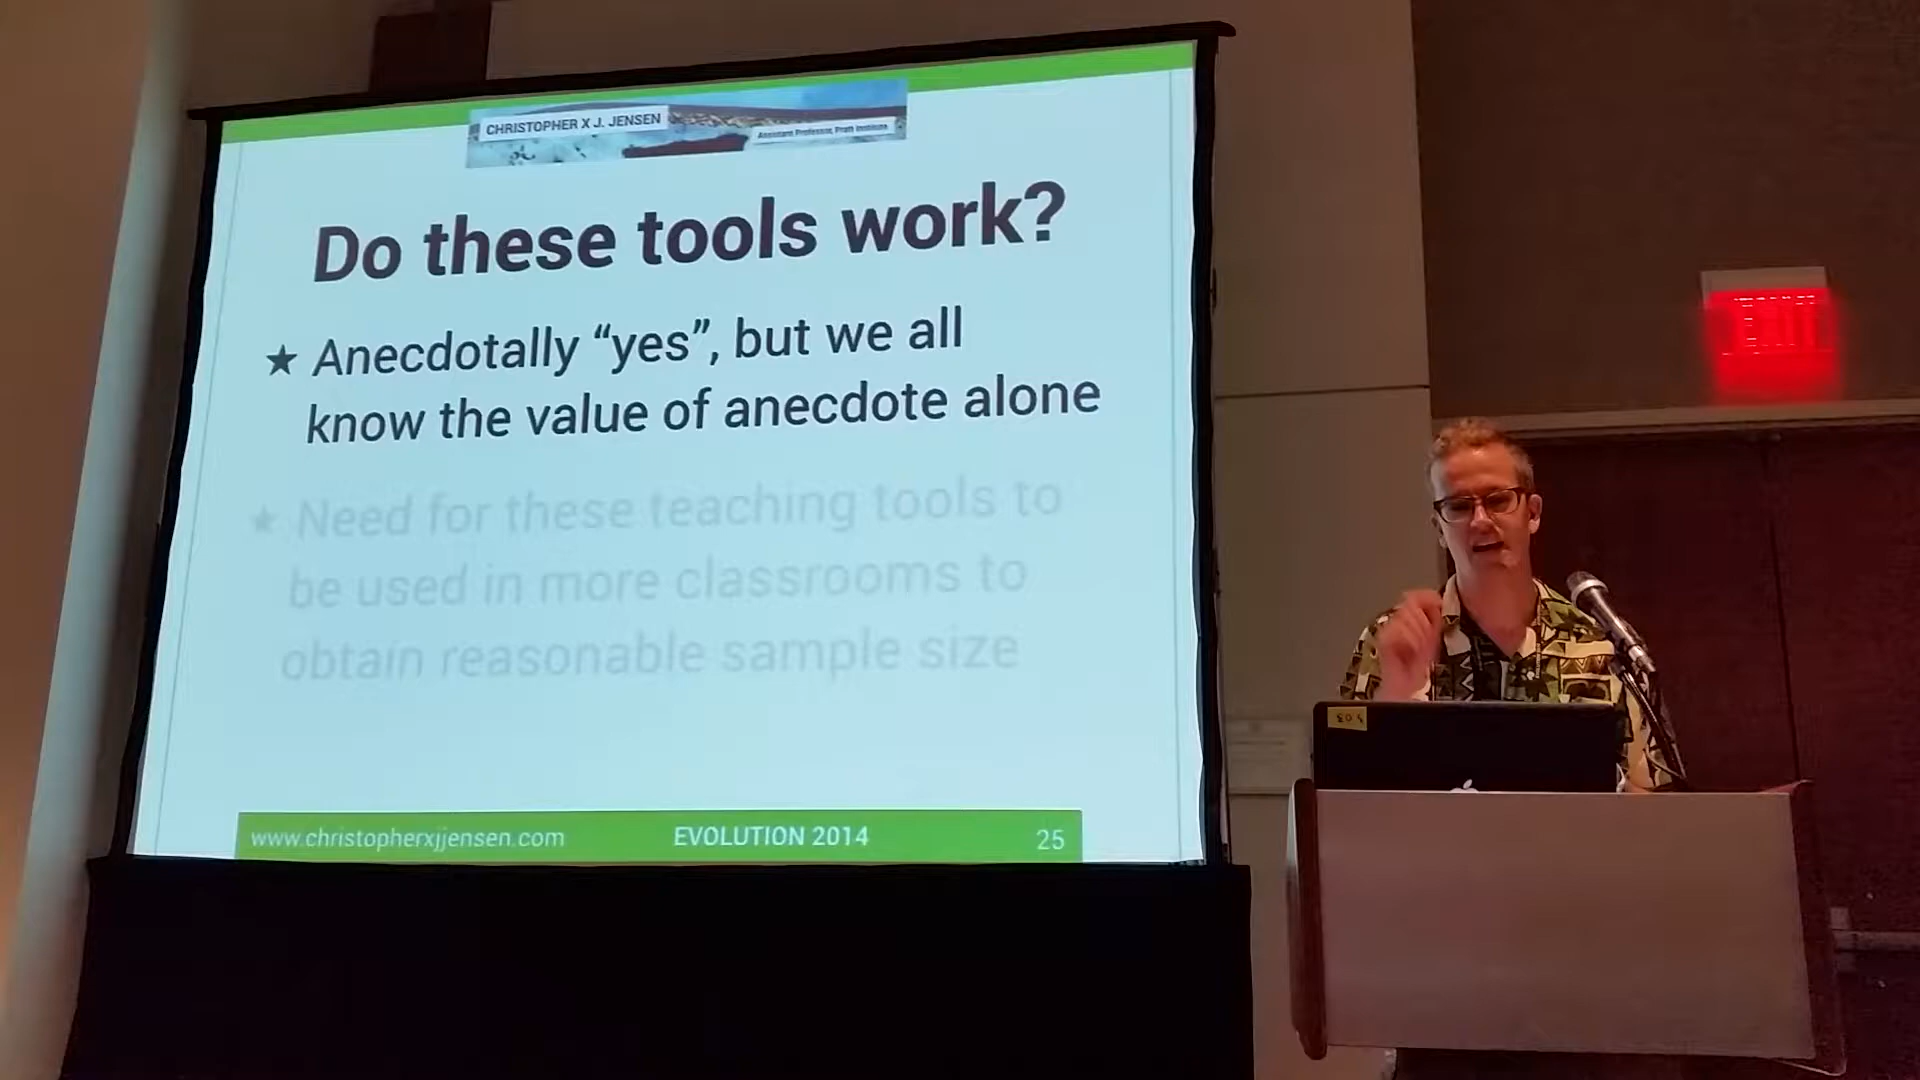 CHRISTOPHER X J. JENSEN
Assistant Professor, Pratt Institute
Do these tools work?
★ Anecdotally “yes”, but we all
know the value of anecdote alone
★ Need for these teaching tools to
be used in more classrooms to
obtain reasonable sample size
www.christopherxjjensen.com EVOLUTION 2014 25
EXIT